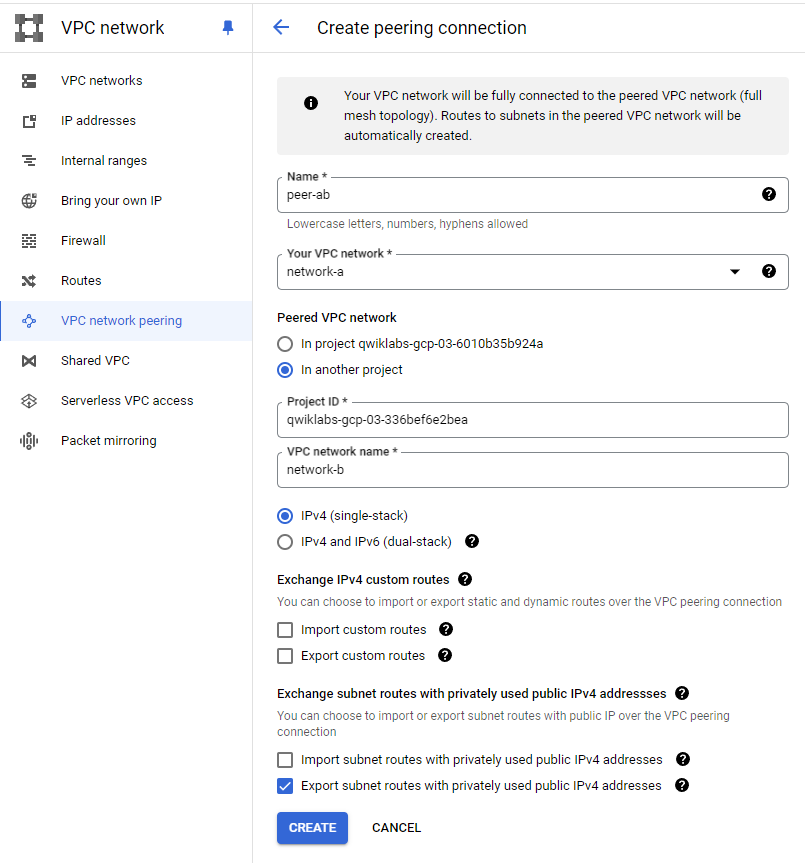 VPC network
Create peering connection
VPC networks
IP addresses
Internal ranges
Bring your own IP
Firewall
Routes
VPC network peering
Shared VPC
Serverless VPC access
Packet mirroring
Your VPC network will be fully connected to the peered VPC network (full
mesh topology). Routes to subnets in the peered VPC network will be
automatically created.
Name *
peer-ab
Lowercase letters, numbers, hyphens allowed
Your VPC network *
network-a
Peered VPC network
In project qwiklabs-gcp-03-6010b35b924a
In another project
Project ID *
qwiklabs-gcp-03-336bef6e2bea
VPC network name *
network-b
IPv4 (single-stack)
IPv4 and IPv6 (dual-stack)
Exchange IPv4 custom routes
You can choose to import or export static and dynamic routes over the VPC peering connection
Import custom routes
Export custom routes
Exchange subnet routes with privately used public IPv4 addressses
You can choose to import or export subnet routes with public IP over the VPC peering
connection
Import subnet routes with privately used public IPv4 addresses
Export subnet routes with privately used public IPv4 addresses
CREATE
CANCEL